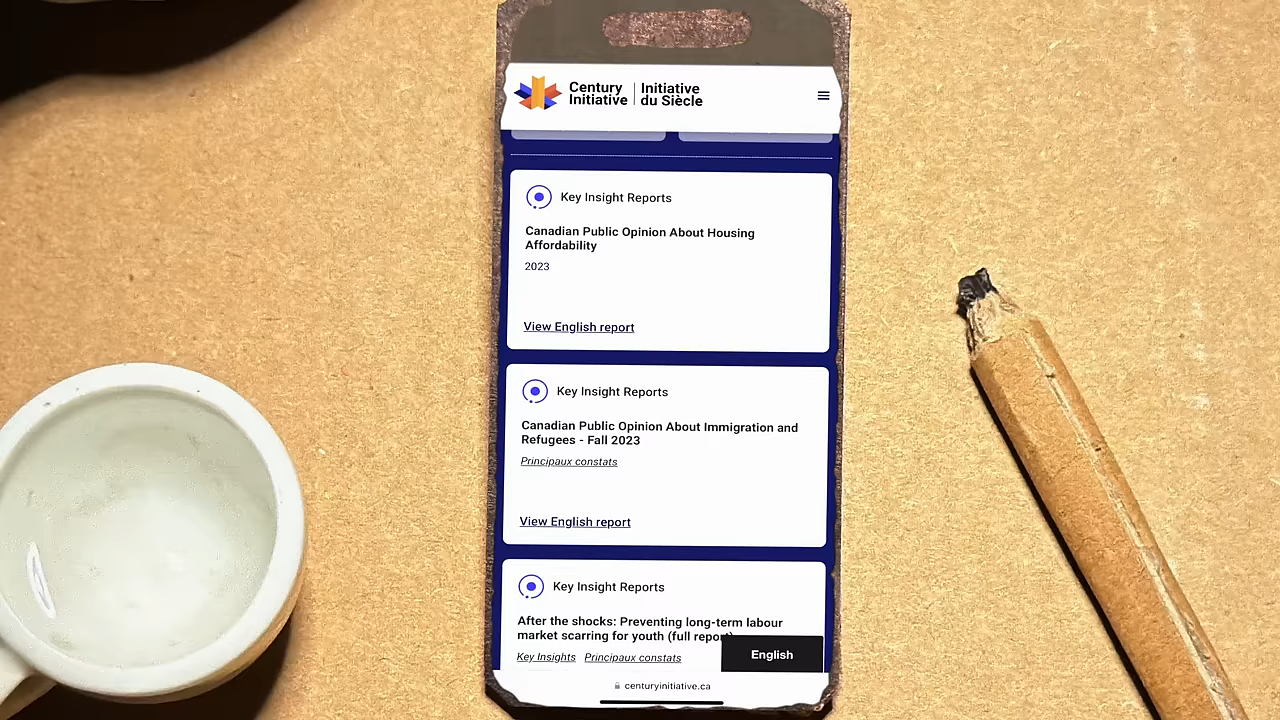 Century
Initiative
Initiative
du Siècle
Key Insight Reports
Canadian Public Opinion About Housing
Affordability
2023
View English report
Key Insight Reports
Canadian Public Opinion About Immigration and
Refugees - Fall 2023
Principaux constats
View English report
Key Insight Reports
After the shocks: Preventing long-term labour
market scarring for youth (full report)
Key Insights Principaux constats
English
centuryinitiative.ca